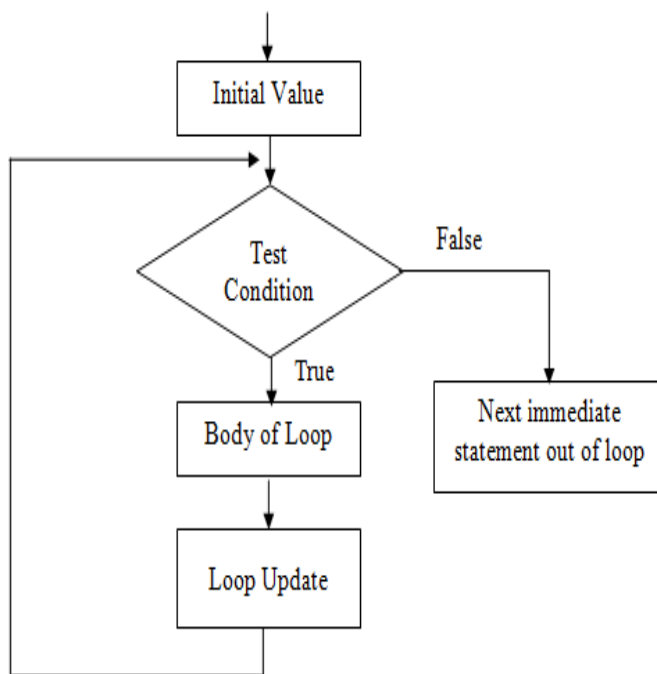 Initial Value
Test
Condition
False
True
Body of Loop
Next immediate
statement out of loop
Loop Update